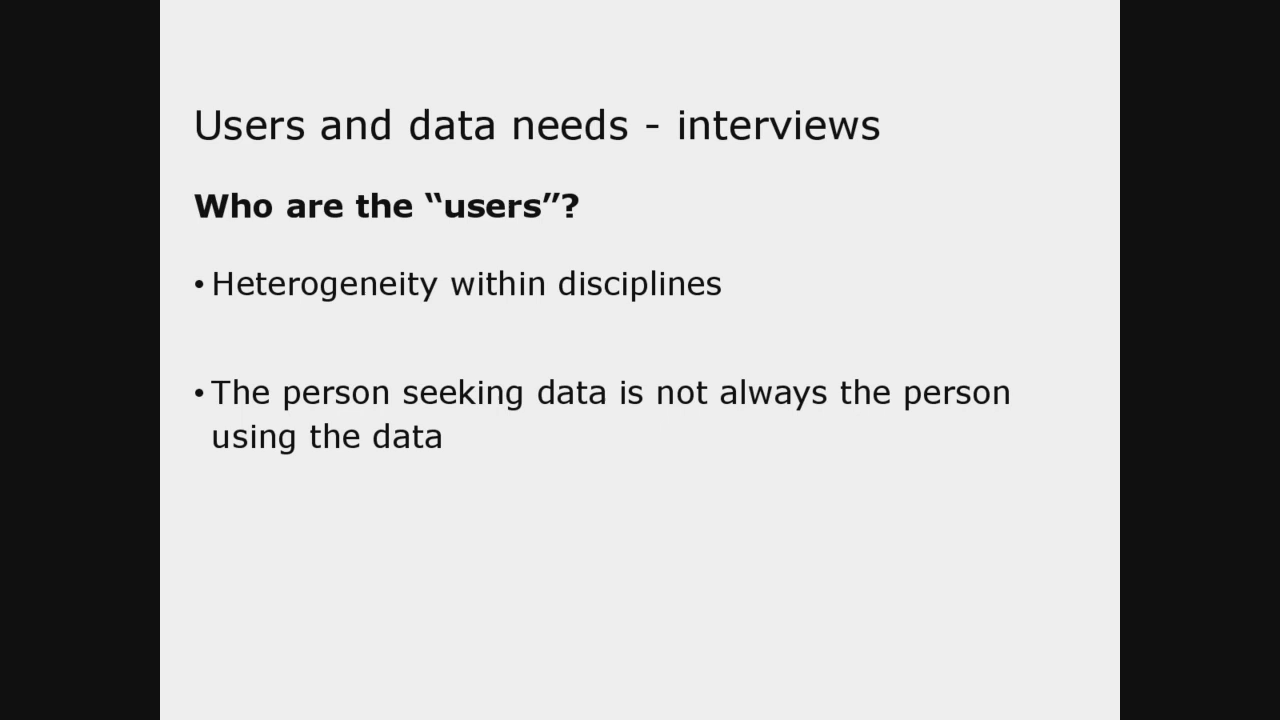 Users and data needs - interviews
Who are the “users”?
• Heterogeneity within disciplines
• The person seeking data is not always the person
using the data